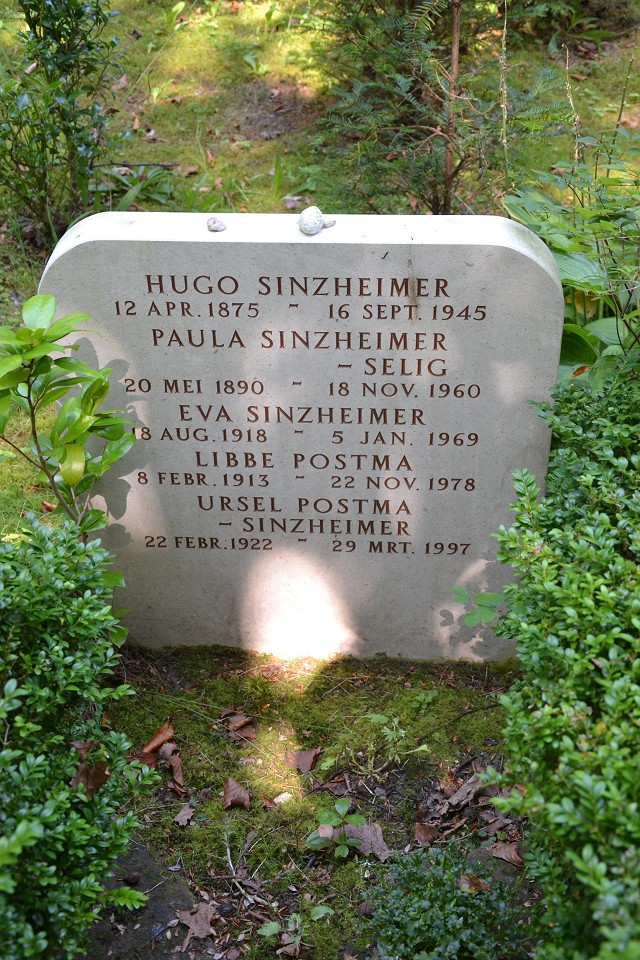 HUGO SINZHEIMER
12 APR. 1875 - 16 SEPT. 1945
PAULA SINZHEIMER
- SELIG
20 MEI 1890 - 18 NOV. 1960
EVA SINZHEIMER
18 AUG. 1918 - 5 JAN. 1969
LIBBE POSTMA
8 FEBR. 1913 - 22 NOV. 1978
URSEL POSTMA
- SINZHEIMER
22 FEBR. 1922 - 29 MRT. 1997